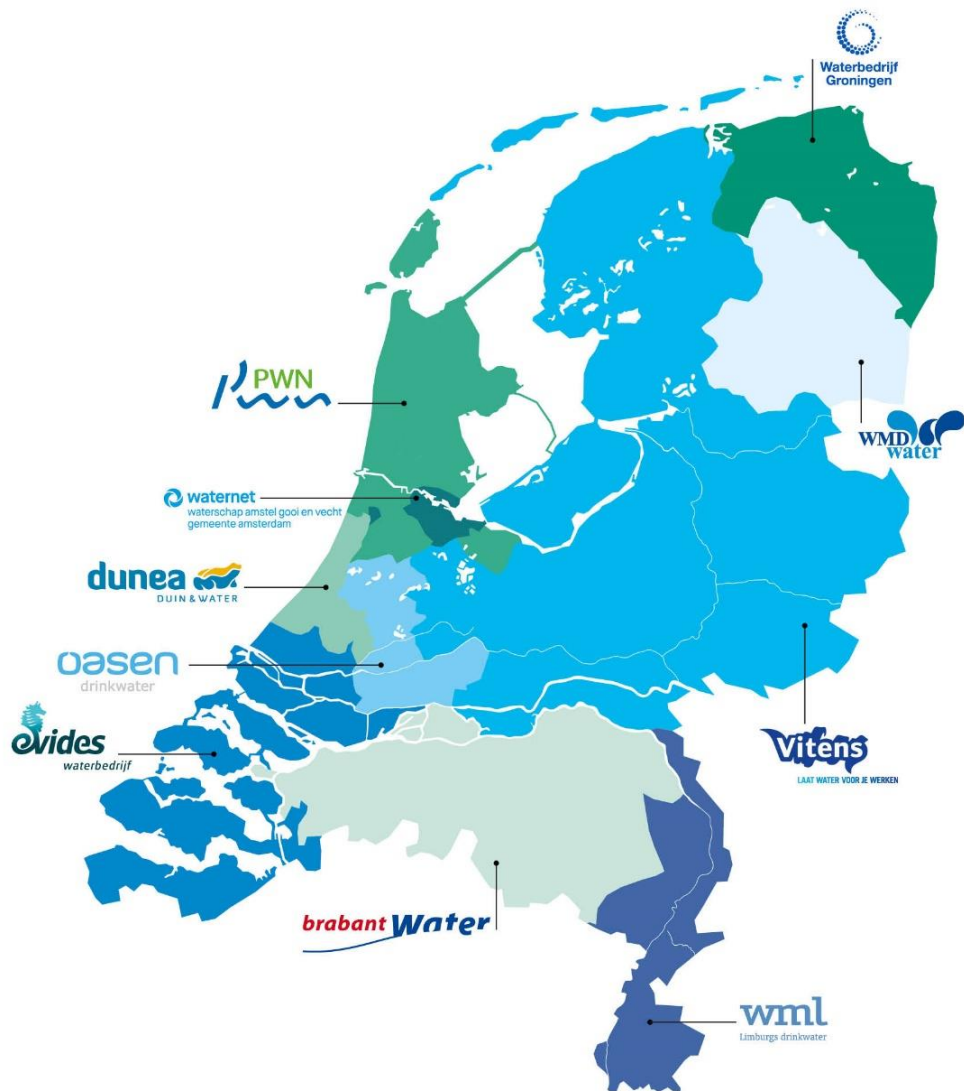 Waterbedrijf
Groningen
PWN
WMD
water
waternet
waterschap amstel gooi en vecht
gemeente amsterdam
dunea
DUIN & WATER
oasen
drinkwater
evides
waterbedrijf
Vitens
LAAT WATER VOOR JE WERKEN
brabant Water
wml
Limburgs drinkwater